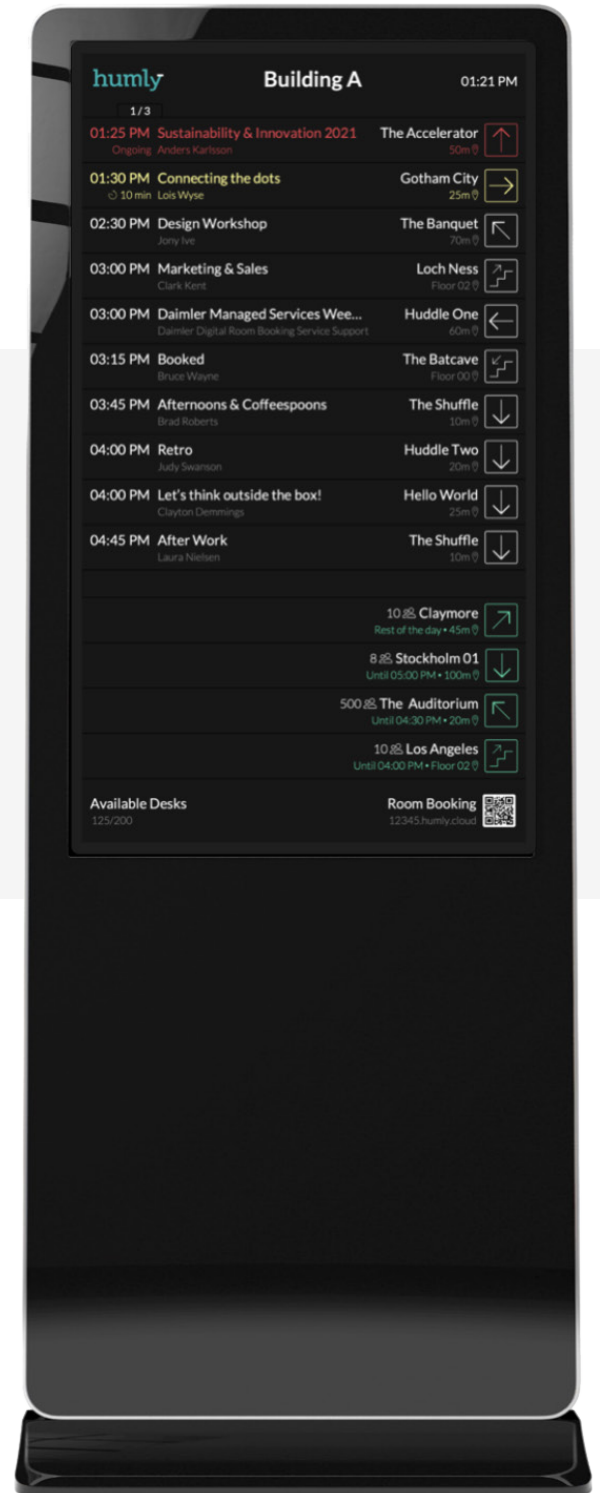 humly
Building A
01:21 PM
1/3
01:25 PM Sustainability & Innovation 2021 The Accelerator
Ongoing Anders Karlsson 50m
01:30 PM Connecting the dots Gotham City
10 min Lois Wyse 25m
02:30 PM Design Workshop The Banquet
Jony Ive 70m
03:00 PM Marketing & Sales Loch Ness
Clark Kent Floor 02
03:00 PM Daimler Managed Services Wee... Huddle One
Daimler Digital Room Booking Service Support 60m
03:15 PM Booked The Batcave
Bruce Wayne Floor 00
03:45 PM Afternoons & Coffeespoons The Shuffle
Brad Roberts 10m
04:00 PM Retro Huddle Two
Judy Swanson 20m
04:00 PM Let's think outside the box! Hello World
Clayton Demmings 25m
04:45 PM After Work The Shuffle
Laura Nielsen 10m
10 Claymore
Rest of the day • 45m
8 Stockholm 01
Until 05:00 PM • 100m
500 The Auditorium
Until 04:30 PM • 20m
10 Los Angeles
Until 04:00 PM • Floor 02
Available Desks Room Booking
125/200 12345.humly.cloud